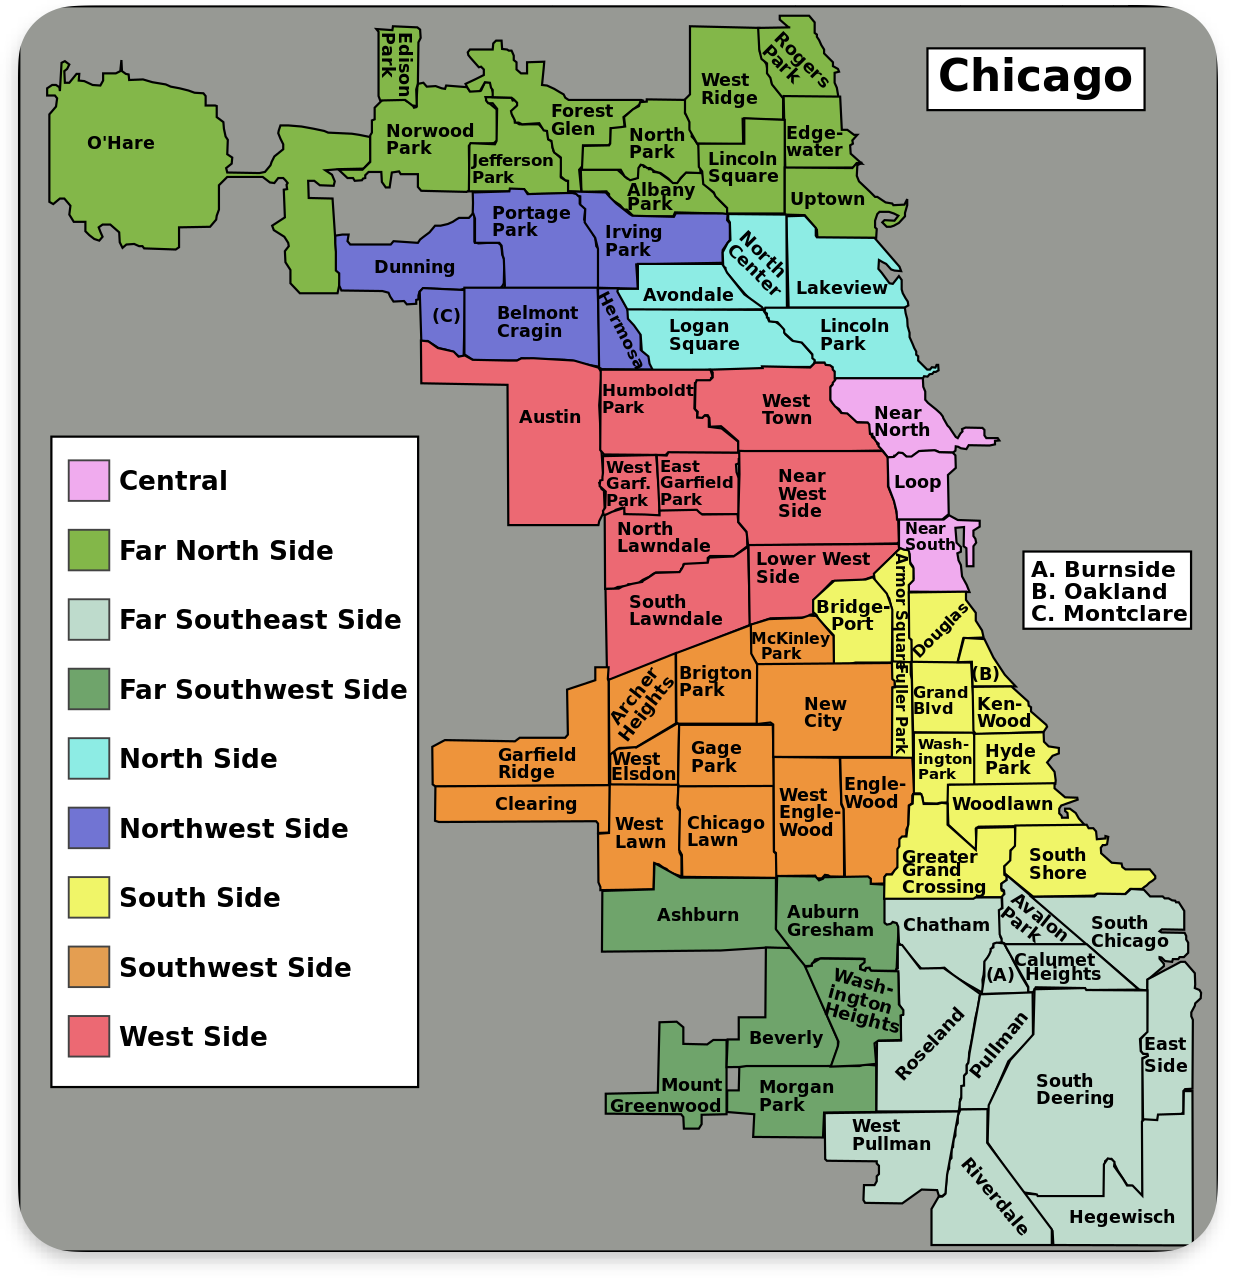 Chicago
Edison
Park
Rogers
Park
West
Ridge
O'Hare
Norwood
Park
Forest
Glen
Jefferson
Park
North
Park
Edge-
water
Lincoln
Square
Albany
Park
Uptown
Portage
Park
Irving
Park
North
Center
Dunning
Lakeview
Avondale
(C)
Belmont
Cragin
Hermosa
Logan
Square
Lincoln
Park
Austin
Humboldt
Park
West
Town
Near
North
West
Garf.
Park
East
Garfield
Park
Near
West
Side
Loop
North
Lawndale
Near
South
Lower West
Side
Armor Square
South
Lawndale
Bridge-
Port
Douglas
McKinley
Park
Archer
Heights
Brigton
Park
New
City
Fuller Park
Grand
Blvd
(B)
Ken-
Wood
Garfield
Ridge
West
Elsdon
Gage
Park
Wash-
ington
Park
Hyde
Park
Clearing
West
Lawn
Chicago
Lawn
West
Engle-
Wood
Engle-
Wood
Woodlawn
Greater
Grand
Crossing
South
Shore
Ashburn
Auburn
Gresham
Chatham
Avalon
Park
South
Chicago
(A)
Calumet
Heights
Wash-
ington
Heights
Beverly
Roseland
Pullman
East
Side
Mount
Greenwood
Morgan
Park
South
Deering
West
Pullman
Riverdale
Hegewisch
Central
Far North Side
Far Southeast Side
Far Southwest Side
North Side
Northwest Side
South Side
Southwest Side
West Side
A. Burnside
B. Oakland
C. Montclare